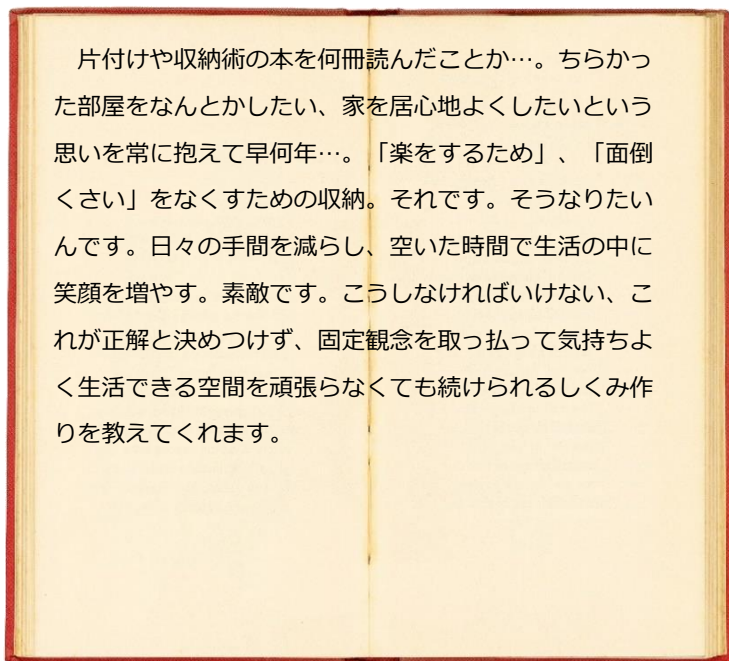 片付けや収納術の本を何冊読んだことか…。ちらかっ
た部屋をなんとかしたい、家を居心地よくしたいという
思いを常に抱えて早何年…。「楽をするため」、「面倒
くさい」をなくすための収納。それです。そうなりたい
んです。日々の手間を減らし、空いた時間で生活の中に
笑顔を増やす。素敵です。こうしなければいけない、こ
れが正解と決めつけず、固定観念を取っ払って気持ちよ
く生活できる空間を頑張らなくても続けられるしくみ作
りを教えてくれます。